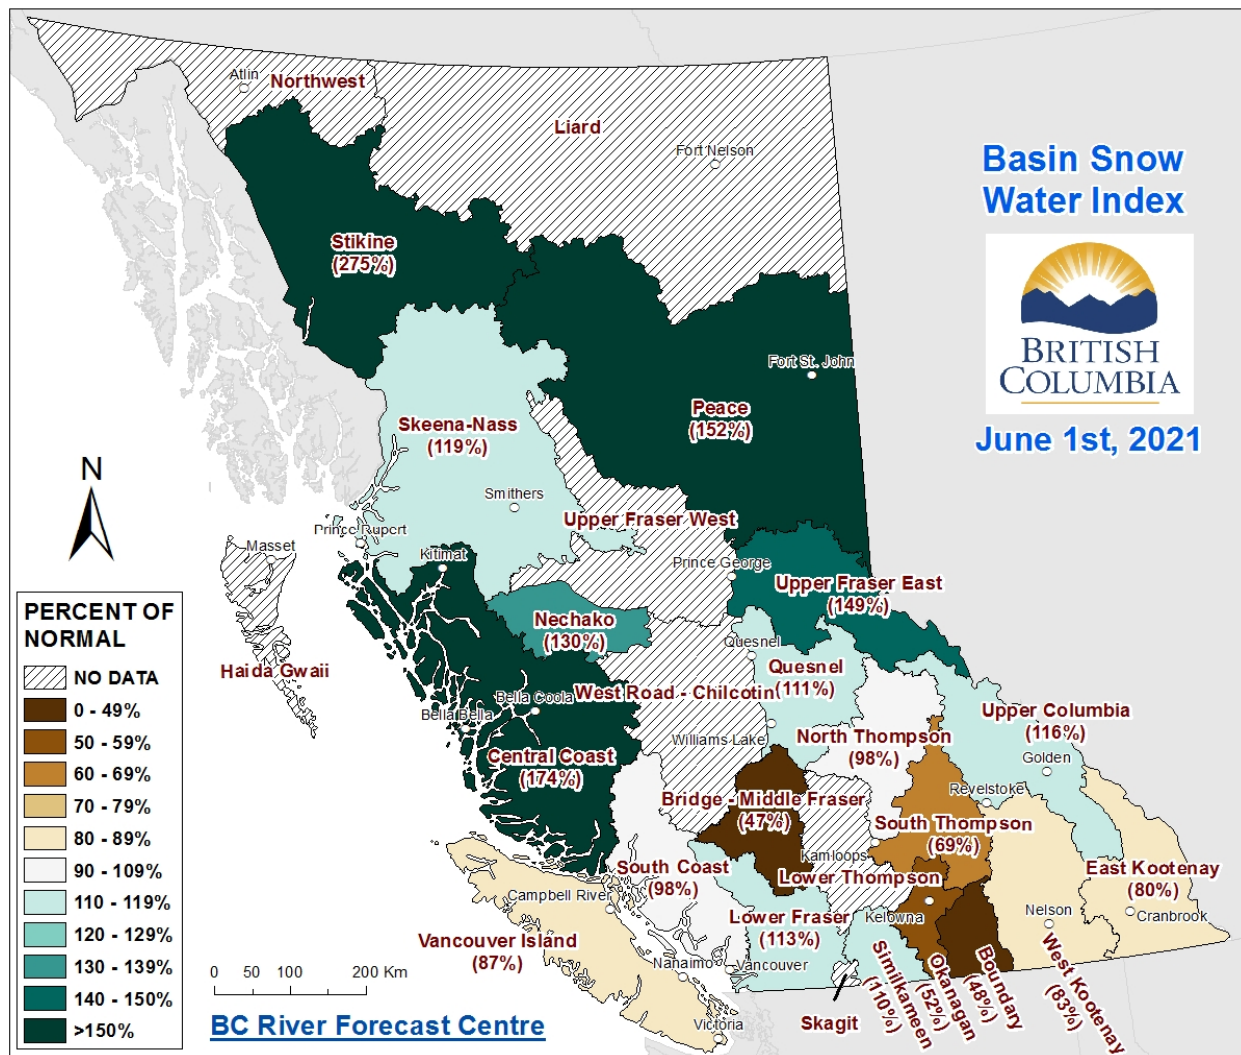 Atlin
Northwest
Liard
Fort Nelson
Basin Snow
Water Index
BRITISH
COLUMBIA
June 1st, 2021
Stikine
(275%)
Fort St. John
Peace
(152%)
Skeena-Nass
(119%)
N
Smithers
Upper Fraser West
Prince Rupert
Masset
Kitimat
Prince George
Upper Fraser East
(149%)
PERCENT OF
NORMAL
NO DATA
0 - 49%
50 - 59%
60 - 69%
70 - 79%
80 - 89%
90 - 109%
110 - 119%
120 - 129%
130 - 139%
140 - 150%
>150%
Nechako
(130%)
Quesnel
Quesnel
(111%)
Haida Gwaii
West Road - Chilcotin
Bella Coola
Bella Bella
Upper Columbia
(116%)
Williams Lake
North Thompson
(98%)
Golden
Central Coast
(174%)
Revelstoke
Bridge - Middle Fraser
(47%)
South Thompson
(69%)
Kamloops
South Coast
(98%)
Lower Thompson
East Kootenay
(80%)
Campbell River
Lower Fraser
(113%)
Kelowna
Nelson
Cranbrook
Vancouver Island
(87%)
Nanaimo
Vancouver
0 50 100 200 Km
Similkameen
(110%)
Okanagan
(52%)
Boundary
(48%)
West Kootenay
(83%)
Skagit
Victoria
BC River Forecast Centre